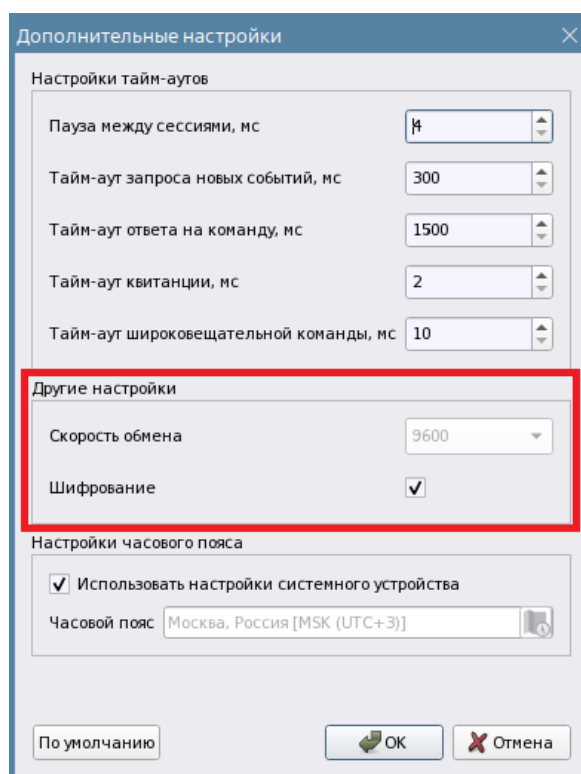 Дополнительные настройки
Настройки тайм-аутов
Пауза между сессиями, мс 4
Тайм-аут запроса новых событий, мс 300
Тайм-аут ответа на команду, мс 1500
Тайм-аут квитанции, мс 2
Тайм-аут широковещательной команды, мс 10
Другие настройки
Скорость обмена 9600
Шифрование
Настройки часового пояса
Использовать настройки системного устройства
Часовой пояс Москва, Россия [MSK (UTC+3)]
По умолчанию OK Отмена